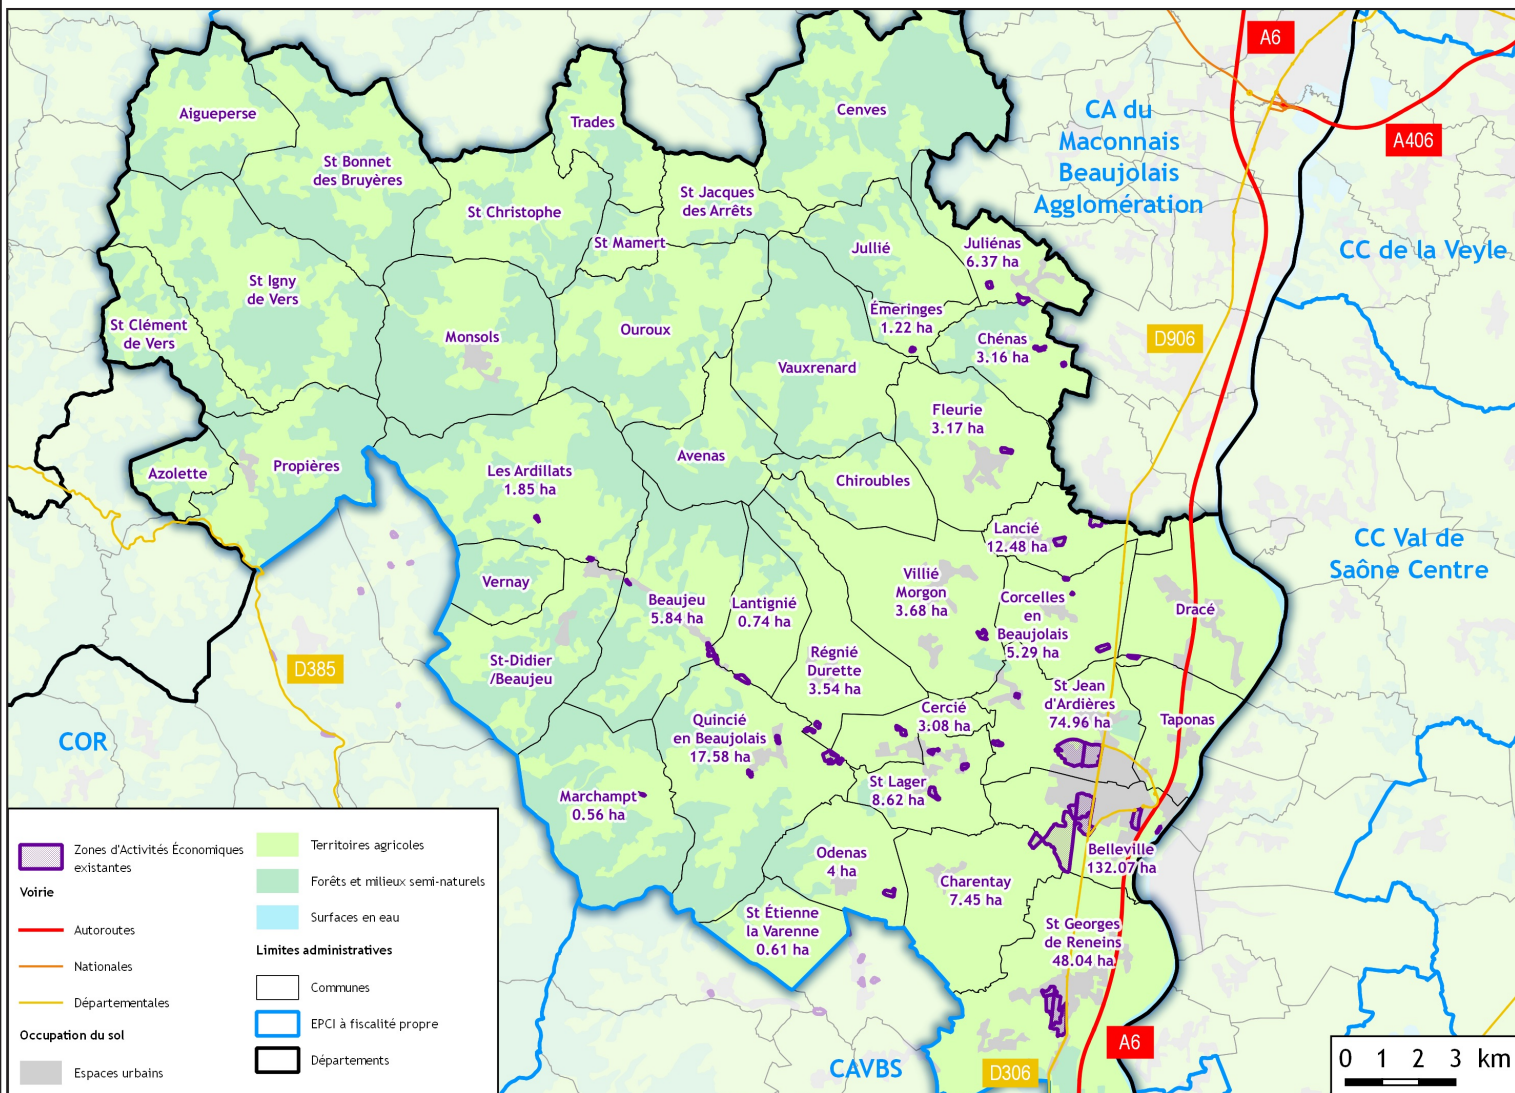 A6
A406
CA du
Maconnais
Beaujolais
Agglomération
CC de la Veyle
D906
CC Val de
Saône Centre
Aigueperse
St Bonnet
des Bruyères
Trades
Cenves
St Christophe
St Jacques
des Arrêts
St Mamert
Jullié
Juliénas
6.37 ha
St Igny
de Vers
St Clément
de Vers
Monsols
Ouroux
Émeringes
1.22 ha
Chénas
3.16 ha
Vauxrenard
Fleurie
3.17 ha
Azolette
Propières
Les Ardillats
1.85 ha
Avenas
Chiroubles
Lancié
12.48 ha
Vernay
Beaujeu
5.84 ha
Lantignié
0.74 ha
Villié
Morgon
3.68 ha
Corcelles
en
Beaujolais
5.29 ha
Dracé
D385
St-Didier
/Beaujeu
Régnié
Durette
3.54 ha
St Jean
d'Ardières
74.96 ha
Taponas
Cercié
3.08 ha
Quincié
en Beaujolais
17.58 ha
COR
Marchampt
0.56 ha
St Lager
8.62 ha
Odenas
4 ha
Charentay
7.45 ha
Belleville
132.07 ha
St Étienne
la Varenne
0.61 ha
St Georges
de Reneins
48.04 ha
CAVBS
D306
A6
Zones d'Activités Économiques
existantes
Voirie
Autoroutes
Nationales
Départementales
Occupation du sol
Espaces urbains
Territoires agricoles
Forêts et milieux semi-naturels
Surfaces en eau
Limites administratives
Communes
EPCI à fiscalité propre
Départements
0 1 2 3 km